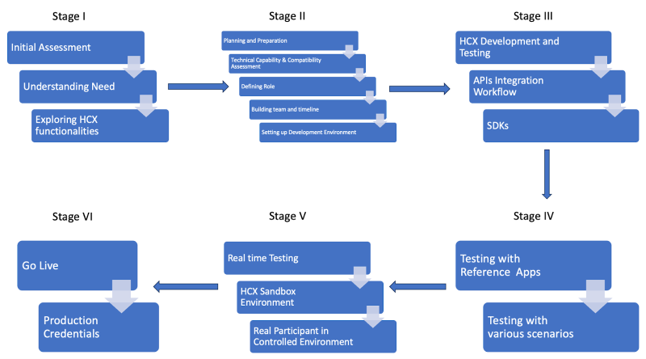 Stage I
Initial Assessment
Understanding Need
Exploring HCX
functionalities
Stage II
Planning and Preparation
Technical Capability & Compatibility
Assessment
Defining Role
Building team and timeline
Setting up Development Environment
Stage III
HCX Development and
Testing
APIs Integration
Workflow
SDKs
Stage IV
Testing with
Reference Apps
Testing with
various scenarios
Stage V
Real time Testing
HCX Sandbox
Environment
Real Participant in
Controlled Environment
Stage VI
Go Live
Production
Credentials